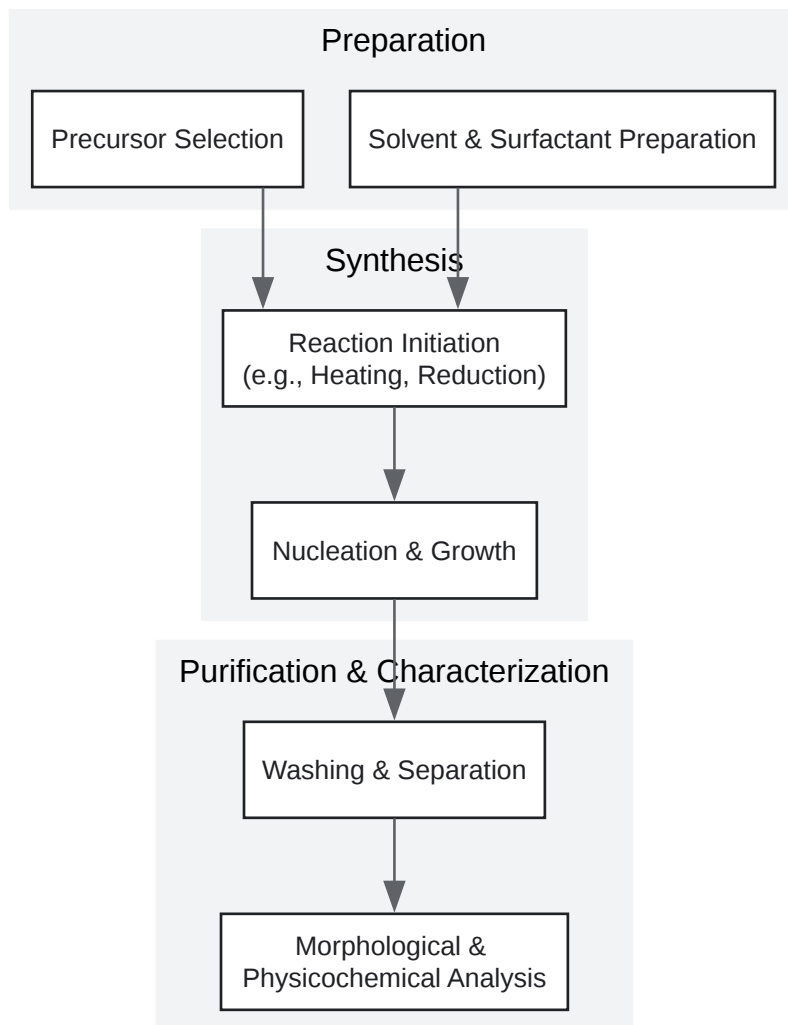 Preparation
Precursor Selection
Solvent & Surfactant Preparation
Synthesis
Reaction Initiation
(e.g., Heating, Reduction)
Nucleation & Growth
Purification & Characterization
Washing & Separation
Morphological &
Physicochemical Analysis